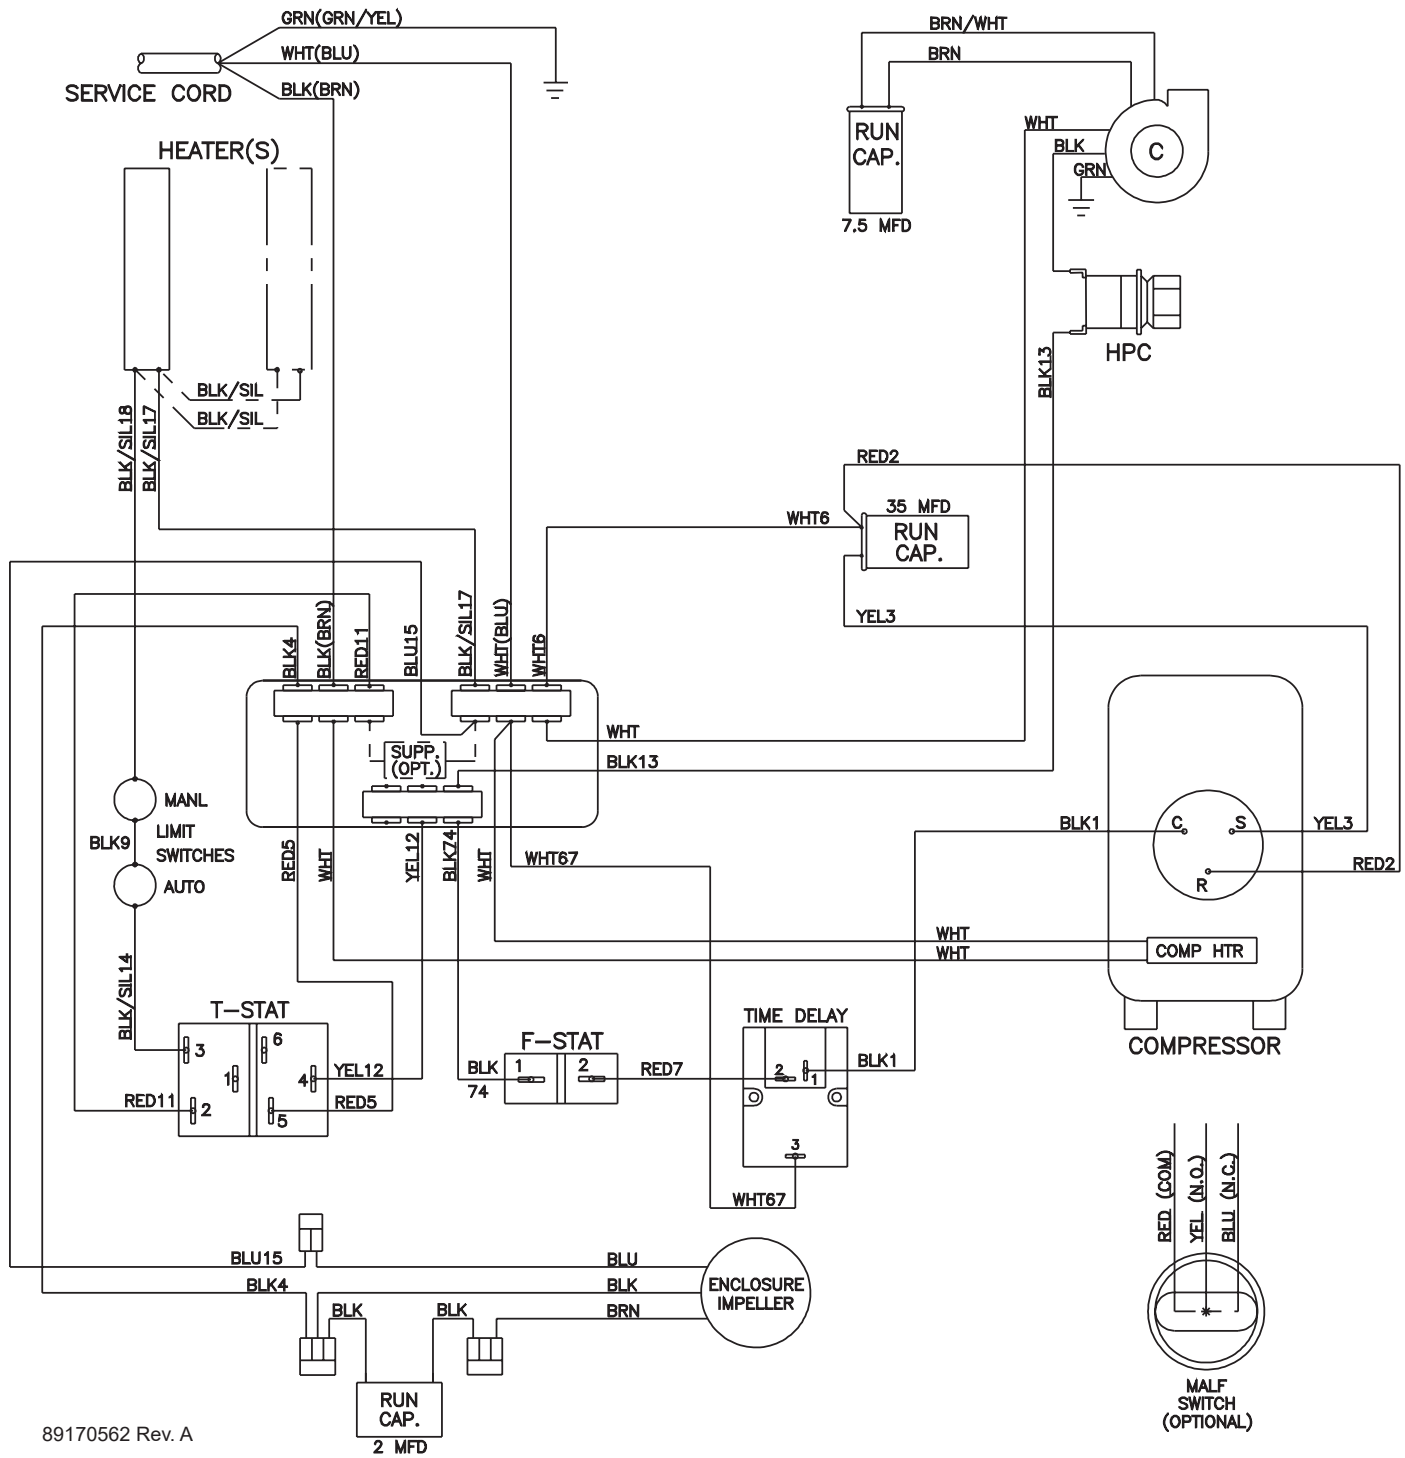 GRN(GRN/YEL)
WHT(BLU)
BLK(BRN)
SERVICE CORD
HEATER(S)
BRN/WHT
BRN
RUN
CAP.
7.5 MFD
WHT
BLK
GRN
C
HPC
BLK13
BLK/SIL
BLK/SIL
BLK/SIL18
BLK/SIL17
RED2
35 MFD
RUN
CAP.
WHT6
YEL3
BLK4
BLK(BRN)
RED11
BLU15
BLK/SIL17
WHT(BLU)
WHT6
WHT
SUPP.
(OPT.)
BLK13
MANL
LIMIT
SWITCHES
BLK9
AUTO
RED5
WHT
YEL12
BLK74
WHT
WHT67
BLK1
C
S
R
YEL3
RED2
WHT
WHT
COMP HTR
COMPRESSOR
BLK/SIL14
T-STAT
3
6
1
4
2
5
YEL12
RED11
RED5
F-STAT
BLK
74
1
2
RED7
TIME DELAY
2
1
3
BLK1
WHT67
RED (COM)
YEL (N.O.)
BLU (N.C.)
MALF
SWITCH
(OPTIONAL)
BLU15
BLU
BLK4
BLK
BLK
BLK
BRN
ENCLOSURE
IMPELLER
RUN
CAP.
2 MFD
89170562 Rev. A